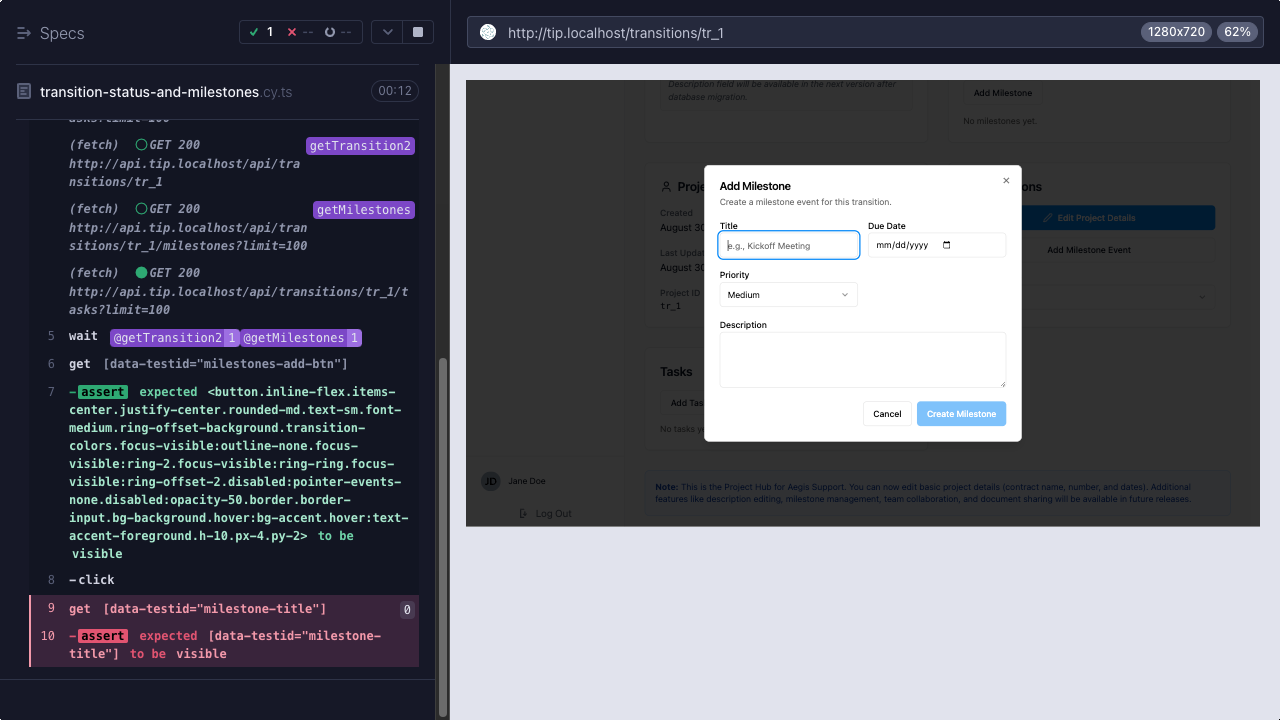 Specs
1
--
--
http://tip.localhost/transitions/tr_1
1280x720
62%
transition-status-and-milestones.cy.ts
00:12
asks?limit=100
(fetch) GET 200
getTransition2
http://api.tip.localhost/api/tra
nsitions/tr_1
(fetch) GET 200
getMilestones
http://api.tip.localhost/api/tran
sitions/tr_1/milestones?limit=100
(fetch) GET 200
http://api.tip.localhost/api/transitions/tr_1/t
asks?limit=100
5 wait @getTransition2 1 @getMilestones 1
6 get [data-testid="milestones-add-btn"]
7 -assert expected <button.inline-flex.items-
center.justify-center.rounded-md.text-sm.font-
medium.ring-offset-background.transition-
colors.focus-visible:outline-none.focus-
visible:ring-2.focus-visible:ring-ring.focus-
visible:ring-offset-2.disabled:pointer-events-
none.disabled:opacity-50.border.border-
input.bg-background.hover:bg-accent.hover:text-
accent-foreground.h-10.px-4.py-2> to be
visible
8 -click
9 get [data-testid="milestone-title"] 0
10 -assert expected [data-testid="milestone-
title"] to be visible
Description field will be available in the next version after
database migration.
Add Milestone
No milestones yet.
Proje
ons
Created
August 30
Last Updat
August 30
Project ID
tr_1
Edit Project Details
Add Milestone Event
Tasks
Add Tas
No tasks ye
Add Milestone
Create a milestone event for this transition.
Title
e.g., Kickoff Meeting
Due Date
mm/dd/yyyy
Priority
Medium
Description
Cancel
Create Milestone
JD
Jane Doe
Log Out
Note: This is the Project Hub for Aegis Support. You can now edit basic project details (contract name, number, and dates). Additional
features like description editing, milestone management, team collaboration, and document sharing will be available in future releases.